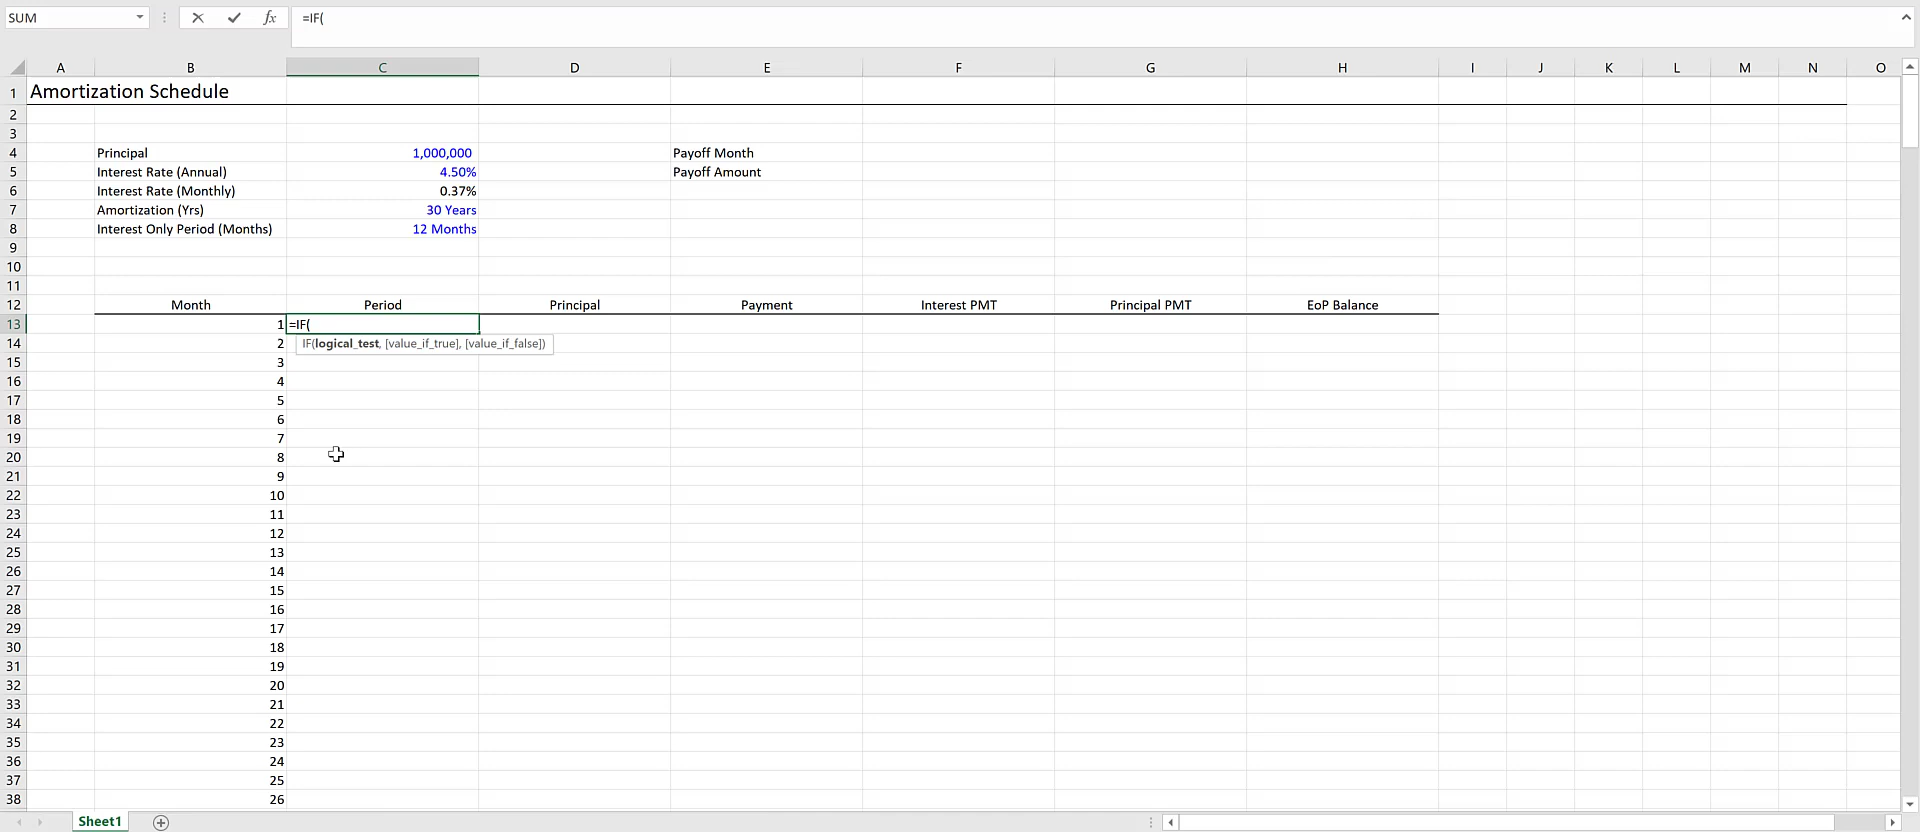 SUM =IF(
A B C D E F G H I J K L M N O
1 Amortization Schedule
2
3
4 Principal 1,000,000 Payoff Month
5 Interest Rate (Annual) 4.50% Payoff Amount
6 Interest Rate (Monthly) 0.37%
7 Amortization (Yrs) 30 Years
8 Interest Only Period (Months) 12 Months
9
10
11
12 Month Period Principal Payment Interest PMT Principal PMT EoP Balance
13 1 =IF(
14 2 IF(logical_test, [value_if_true], [value_if_false])
15 3
16 4
17 5
18 6
19 7
20 8
21 9
22 10
23 11
24 12
25 13
26 14
27 15
28 16
29 17
30 18
31 19
32 20
33 21
34 22
35 23
36 24
37 25
38 26
Sheet1